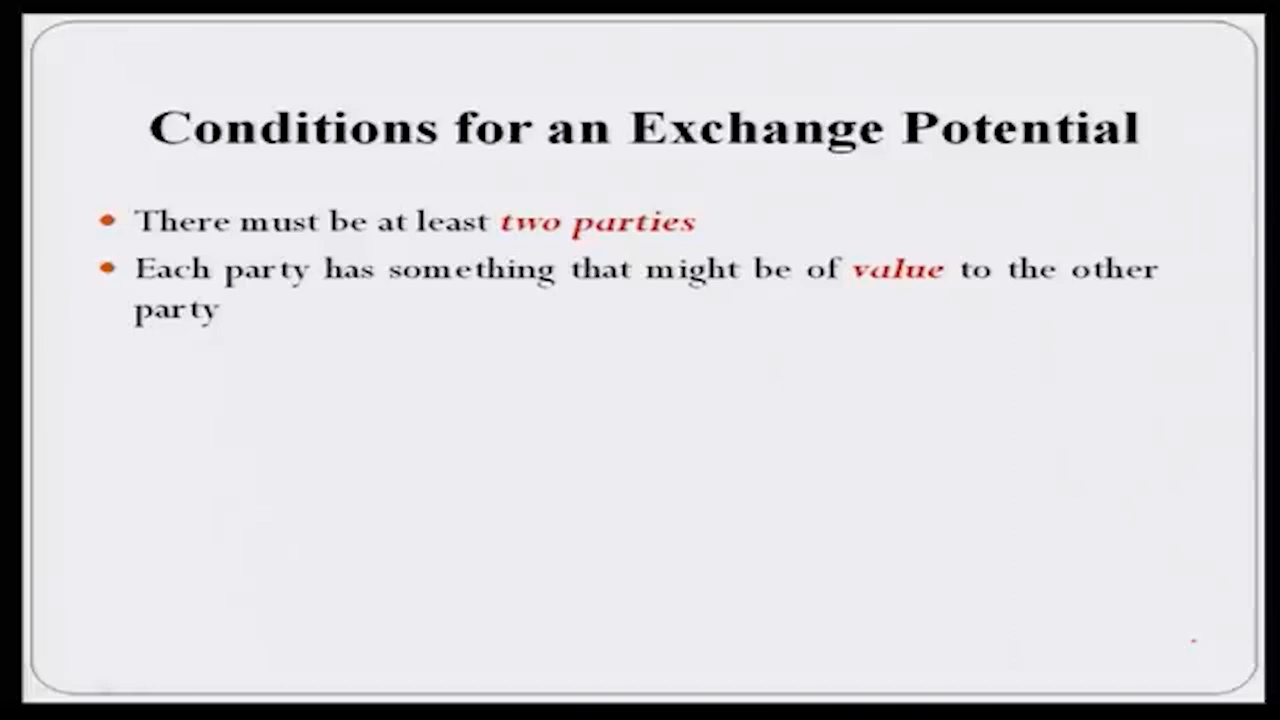 Conditions for an Exchange Potential
There must be at least two parties
Each party has something that might be of value to the other
party